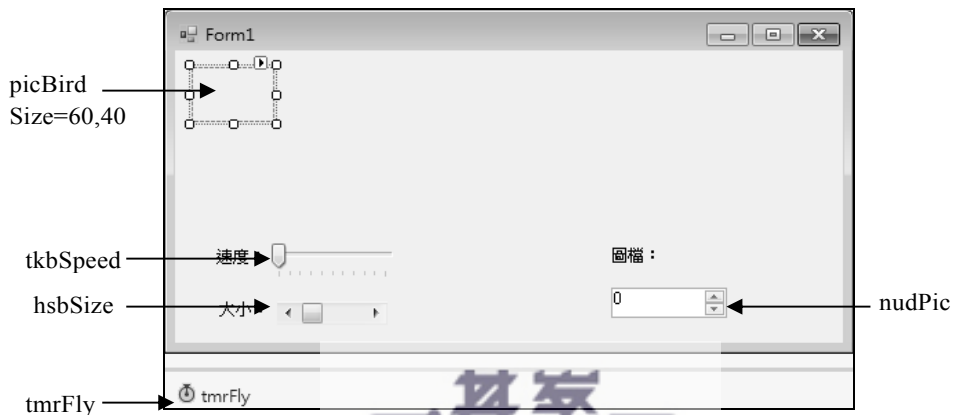 Form1
picBird
Size=60,40
tkbSpeed
速度
圖檔：
hsbSize
大小
0
nudPic
tmrFly
tmrFly